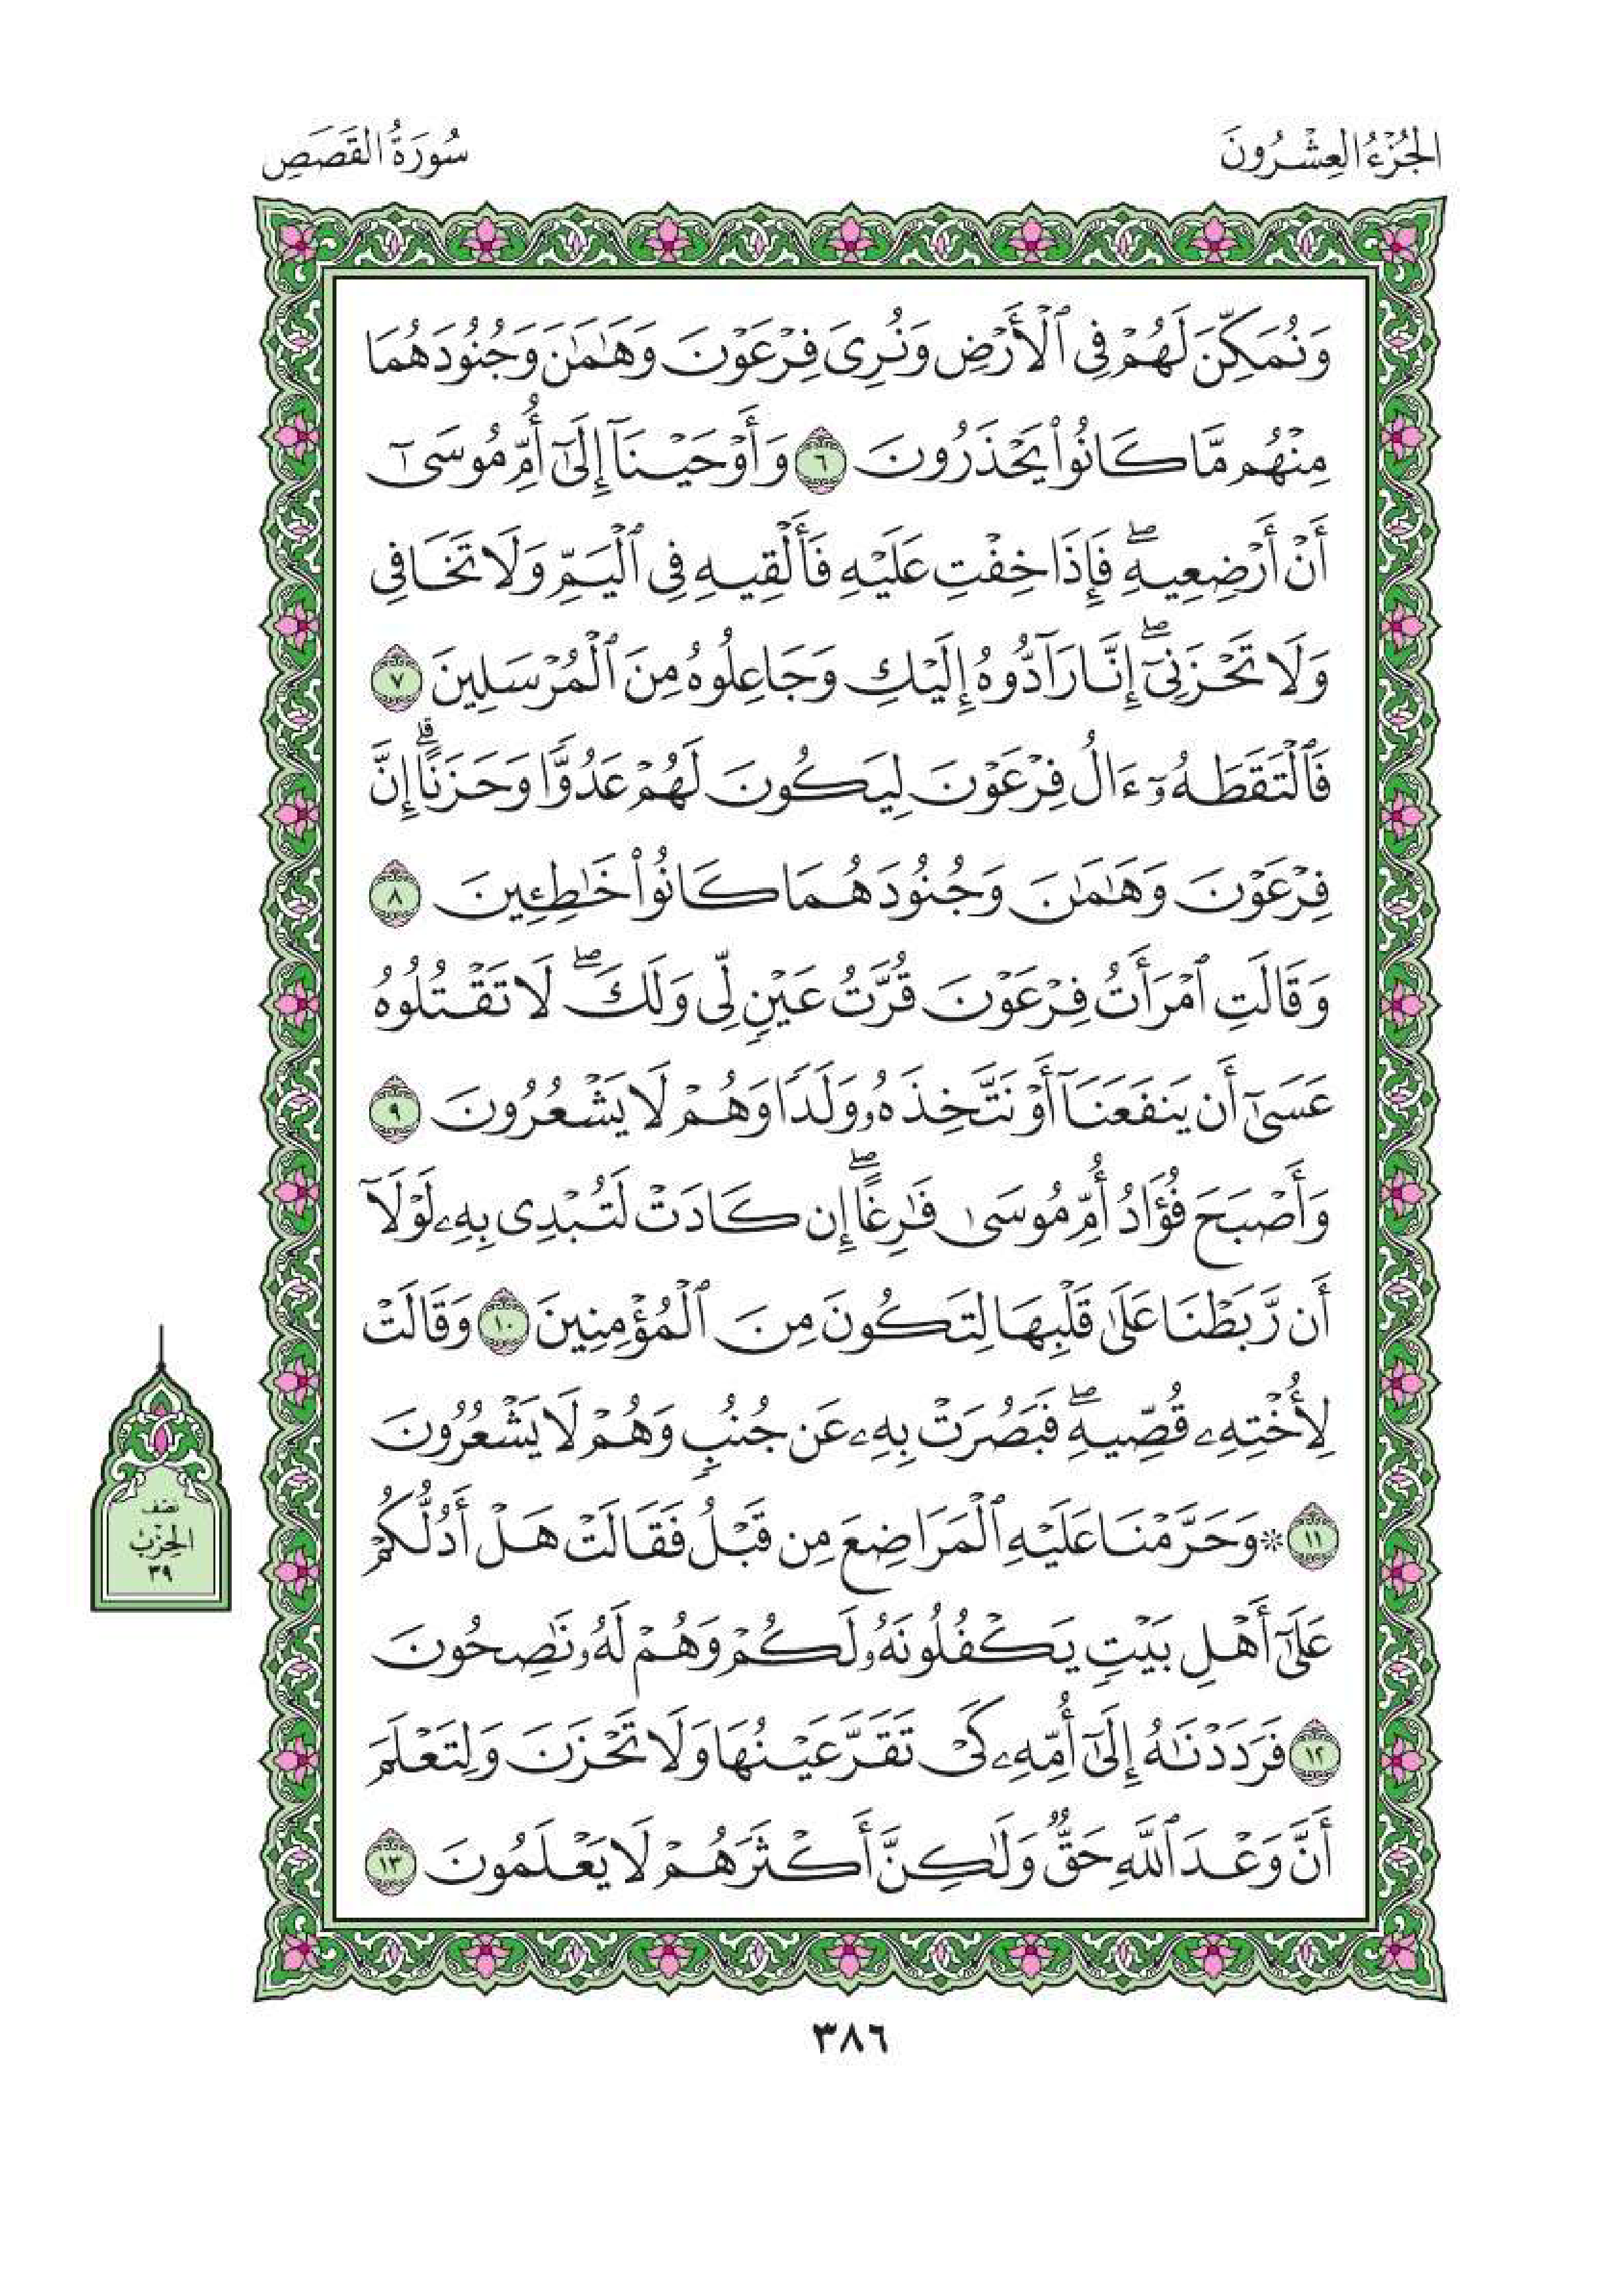 الجُزْءُ العِشْرُونَ
سُورَةُ القَصَصِ
وَنُمَكِّنَ لَهُمْ فِى ٱلْأَرْضِ وَنُرِىَ فِرْعَوْنَ وَهَـٰمَـٰنَ وَجُنُودَهُمَا
مِنْهُم مَّا كَانُوا۟ يَحْذَرُونَ ٦ وَأَوْحَيْنَآ إِلَىٰٓ أُمِّ مُوسَىٰٓ
أَنْ أَرْضِعِيهِ ۖ فَإِذَا خِفْتِ عَلَيْهِ فَأَلْقِيهِ فِى ٱلْيَمِّ وَلَا تَخَافِى
وَلَا تَحْزَنِىٓ ۖ إِنَّا رَآدُّوهُ إِلَيْكِ وَجَاعِلُوهُ مِنَ ٱلْمُرْسَلِينَ ٧
فَٱلْتَقَطَهُۥٓ ءَالُ فِرْعَوْنَ لِيَكُونَ لَهُمْ عَدُوًّا وَحَزَنًا ۗ إِنَّ
فِرْعَوْنَ وَهَـٰمَـٰنَ وَجُنُودَهُمَا كَانُوا۟ خَـٰطِـِٔينَ ٨
وَقَالَتِ ٱمْرَأَتُ فِرْعَوْنَ قُرَّتُ عَيْنٍ لِّى وَلَكَ ۖ لَا تَقْتُلُوهُ
عَسَىٰٓ أَن يَنفَعَنَآ أَوْ نَتَّخِذَهُۥ وَلَدًا وَهُمْ لَا يَشْعُرُونَ ٩
وَأَصْبَحَ فُؤَادُ أُمِّ مُوسَىٰ فَـٰرِغًا ۖ إِن كَادَتْ لَتُبْدِى بِهِۦ لَوْلَآ
أَن رَّبَطْنَا عَلَىٰ قَلْبِهَا لِتَكُونَ مِنَ ٱلْمُؤْمِنِينَ ١٠ وَقَالَتْ
لِأُخْتِهِۦ قُصِّيهِ ۖ فَبَصُرَتْ بِهِۦ عَن جُنُبٍ وَهُمْ لَا يَشْعُرُونَ
١١ ۞ وَحَرَّمْنَا عَلَيْهِ ٱلْمَرَاضِعَ مِن قَبْلُ فَقَالَتْ هَلْ أَدُلُّكُمْ
عَلَىٰٓ أَهْلِ بَيْتٍ يَكْفُلُونَهُۥ لَكُمْ وَهُمْ لَهُۥ نَـٰصِحُونَ
١٢ فَرَدَدْنَـٰهُ إِلَىٰٓ أُمِّهِۦ كَىْ تَقَرَّ عَيْنُهَا وَلَا تَحْزَنَ وَلِتَعْلَمَ
أَنَّ وَعْدَ ٱللَّهِ حَقٌّ وَلَـٰكِنَّ أَكْثَرَهُمْ لَا يَعْلَمُونَ ١٣
نصف
الحِزْبُ
٣٩
٣٨٦